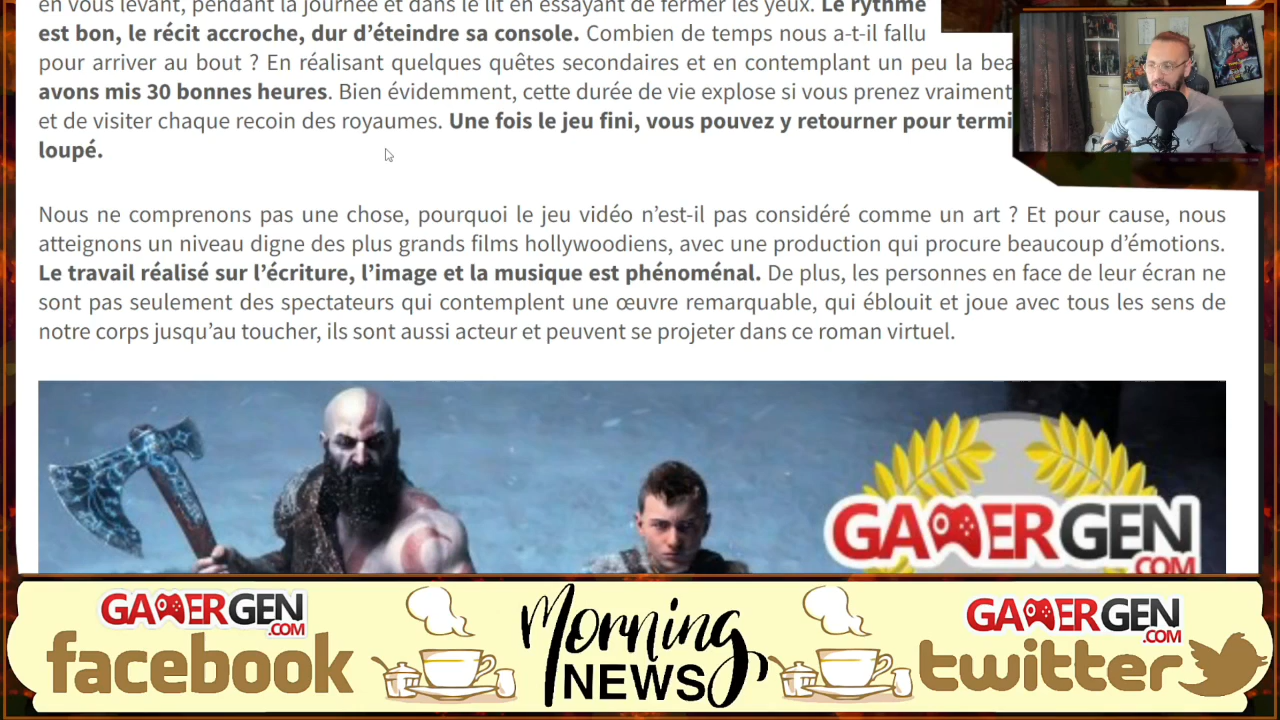 en vous levant, pendant la journée et dans le lit en essayant de fermer les yeux. Le rythme
est bon, le récit accroche, dur d’éteindre sa console. Combien de temps nous a-t-il fallu
pour arriver au bout ? En réalisant quelques quêtes secondaires et en contemplant un peu la bea
avons mis 30 bonnes heures. Bien évidemnent, cette durée de vie explose si vous prenez vraiment
et de visiter chaque recoin des royaumes. Une fois le jeu fini, vous pouvez y retourner pour termi
loupé.
Nous ne comprenons pas une chose, pourquoi le jeu vidéo n’est-il pas considéré comme un art ? Et pour cause, nous
atteignons un niveau digne des plus grands films hollywoodiens, avec une production qui procure beaucoup d’émotions.
Le travail réalisé sur l’écriture, l’image et la musique est phénoménal. De plus, les personnes en face de leur écran ne
sont pas seulement des spectateurs qui contemplent une œuvre remarquable, qui éblouit et joue avec tous les sens de
notre corps jusqu’au toucher, ils sont aussi acteur et peuvent se projeter dans ce roman virtuel.
GAMERGEN
.COM
GAMERGEN
.COM
facebook
Morning
NEWS
GAMERGEN
.COM
twitter